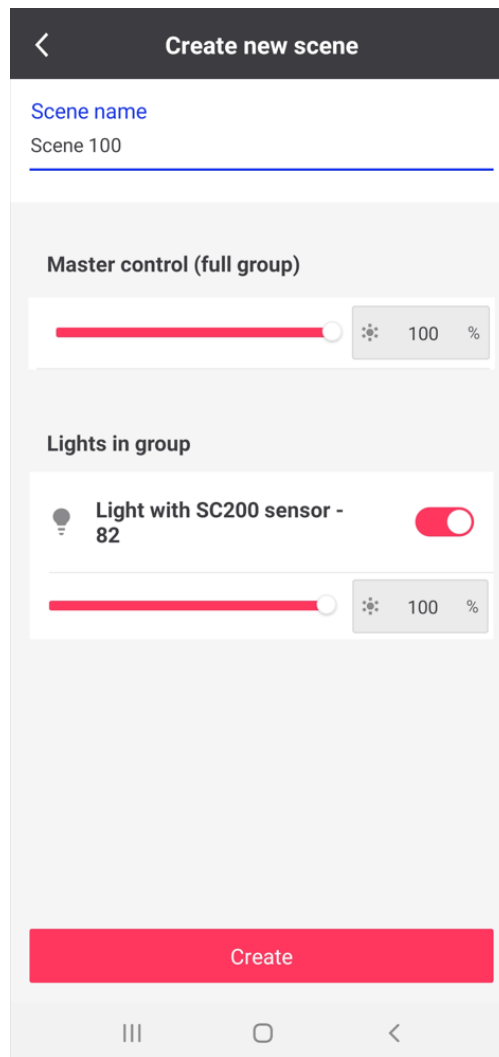 Create new scene
Scene name
Scene 100
Master control (full group)
100 %
Lights in group
Light with SC200 sensor -
82
100 %
Create